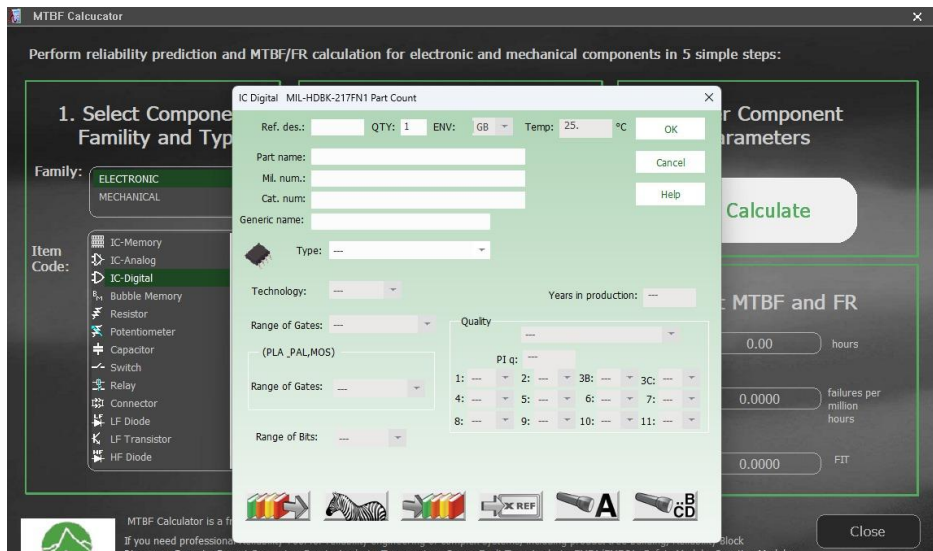 MTBF Calcucator
Perform reliability prediction and MTBF/FR calculation for electronic and mechanical components in 5 simple steps:
1. Select Compone
Famility and Typ
Family:
ELECTRONIC
MECHANICAL
Item
Code:
IC-Memory
IC-Analog
IC-Digital
Bubble Memory
Resistor
Potentiometer
Capacitor
Switch
Relay
Connector
LF Diode
LF Transistor
HF Diode
IC Digital MIL-HDBK-217FN1 Part Count
Ref. des.: QTY: 1 ENV: GB Temp: 25. °C OK
Part name: Cancel
Mil. num.:
Help
Cat. num:
Generic name:
Type: ---
Technology: --- Years in production: ---
Range of Gates: ---
Quality
---
(PLA ,PAL,MOS)
PI q: ---
Range of Gates: ---
1: --- 2: --- 3B: --- 3C: ---
4: --- 5: --- 6: --- 7: ---
8: --- 9: --- 10: --- 11: ---
Range of Bits: ---
X REF
A
B
CD
r Component
rameters
Calculate
MTBF and FR
0.00 hours
0.0000 failures per
million
hours
0.0000 FIT
MTBF Calculator is a fr
If you need professiona
Block
Close